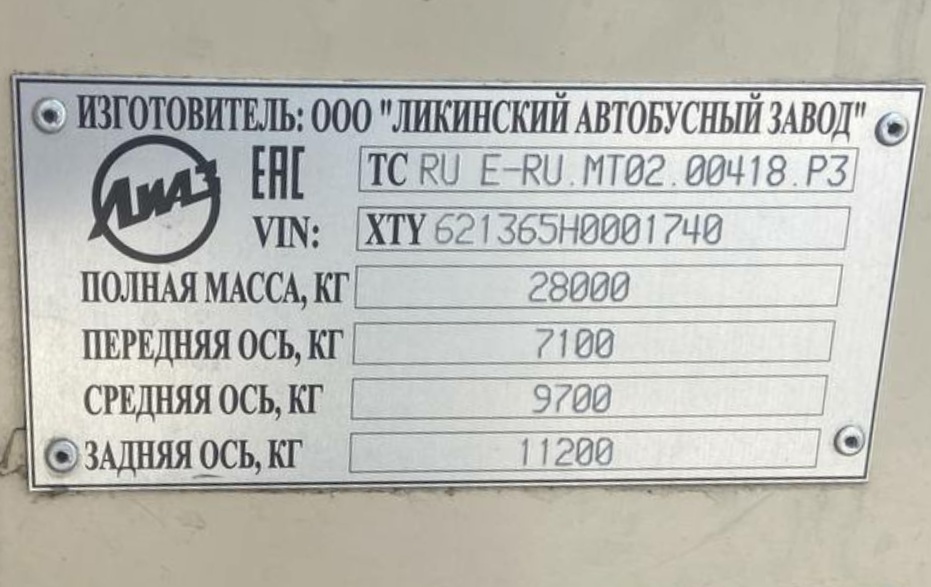 ИЗГОТОВИТЕЛЬ: ООО "ЛИКИНСКИЙ АВТОБУСНЫЙ ЗАВОД"
ЛиАЗ EAC ТС RU E-RU.MT02.00418.P3
VIN: XTY 621365H0001740
ПОЛНАЯ МАССА, КГ 28000
ПЕРЕДНЯЯ ОСЬ, КГ 7100
СРЕДНЯЯ ОСЬ, КГ 9700
ЗАДНЯЯ ОСЬ, КГ 11200